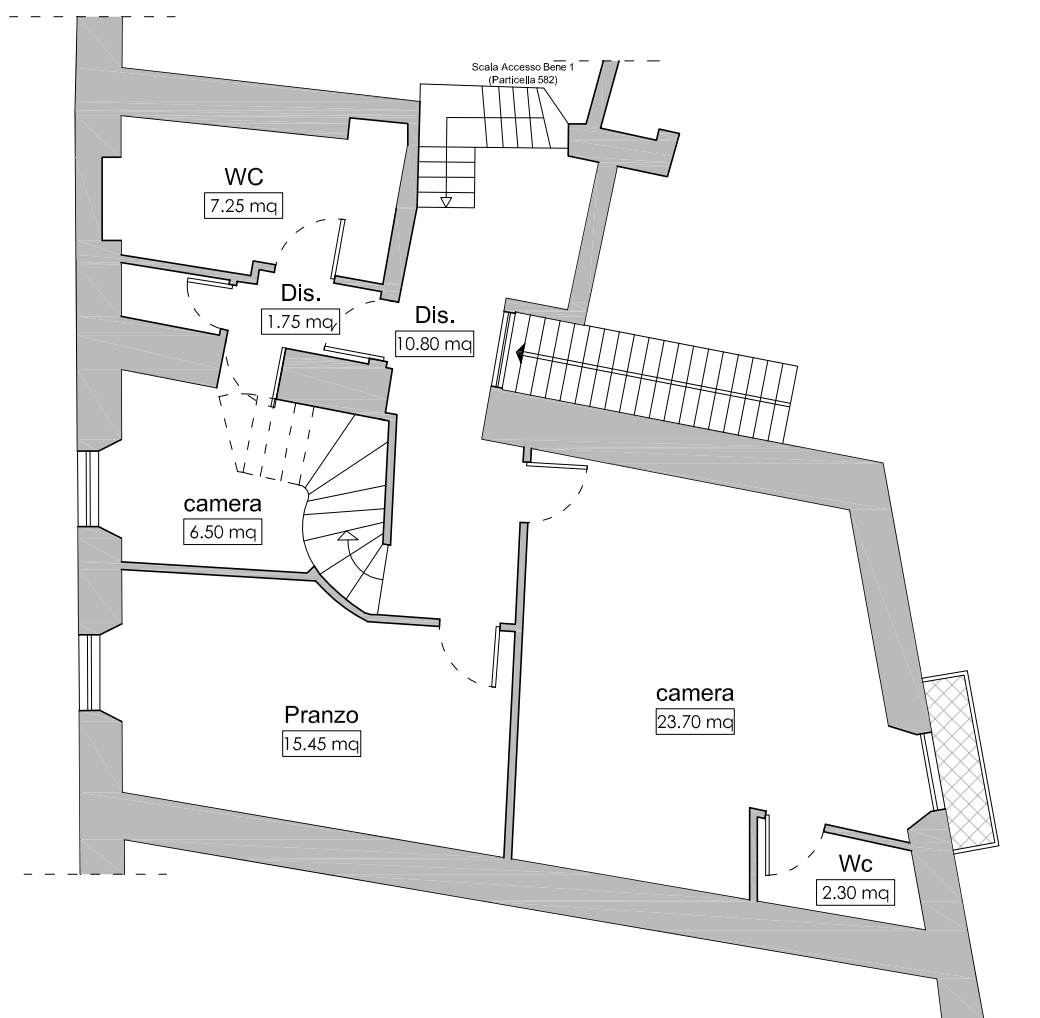 Scala Accesso Bene 1
(Particella 582)
WC
7.25 mq
Dis.
1.75 mq
Dis.
10.80 mq
camera
6.50 mq
camera
23.70 mq
Pranzo
15.45 mq
Wc
2.30 mq